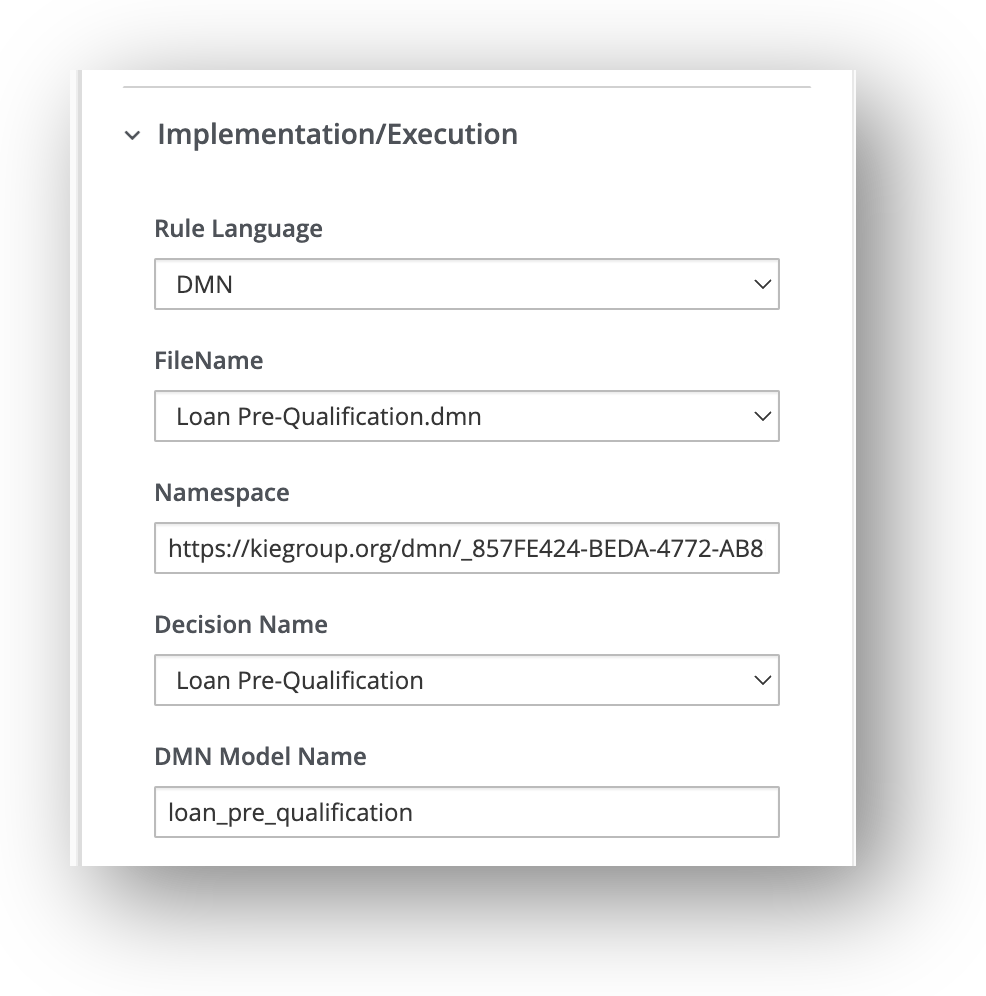 Implementation/Execution
Rule Language
DMN
FileName
Loan Pre-Qualification.dmn
Namespace
https://kiegroup.org/dmn/_857FE424-BEDA-4772-AB8
Decision Name
Loan Pre-Qualification
DMN Model Name
loan_pre_qualification